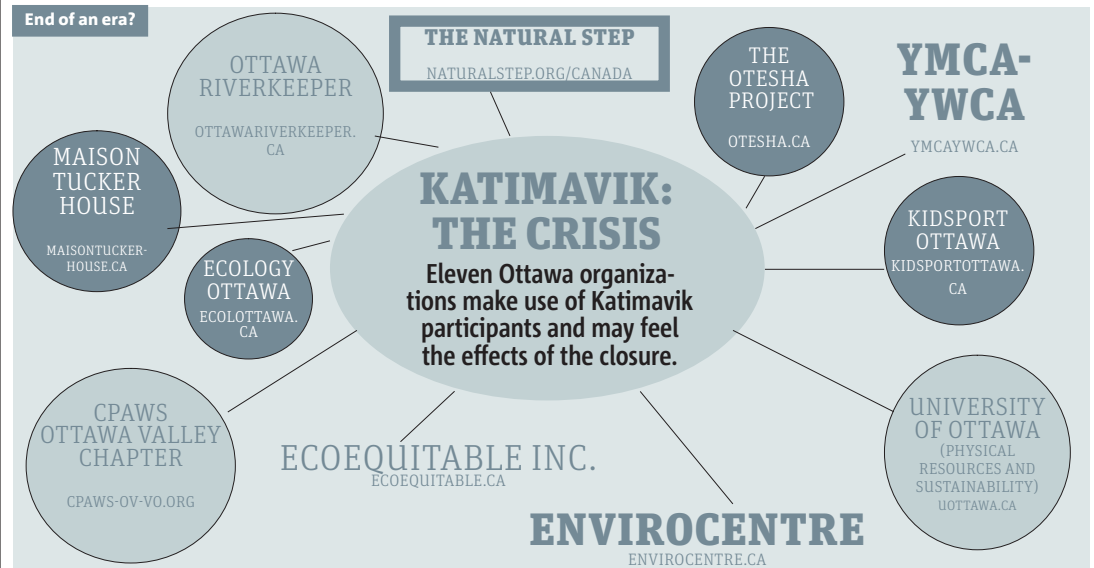 End of an era?
THE NATURAL STEP
NATURALSTEP.ORG/CANADA
OTTAWA
RIVERKEEPER
OTTAWARIVERKEEPER.
CA
THE
OTESHA
PROJECT
OTESHA.CA
YMCA-
YWCA
YMCAYWCA.CA
MAISON
TUCKER
HOUSE
MAISONTUCKER-
HOUSE.CA
KATIMAVIK:
THE CRISIS
Eleven Ottawa organiza-
tions make use of Katimavik
participants and may feel
the effects of the closure.
KIDSPORT
OTTAWA
KIDSPORTOTTAWA.
CA
ECOLOGY
OTTAWA
ECOLOTTAWA.
CA
CPAWS
OTTAWA VALLEY
CHAPTER
CPAWS-OV-VO.ORG
ECOEQUITABLE INC.
ECOEQUITABLE.CA
ENVIROCENTRE
ENVIROCENTRE.CA
UNIVERSITY
OF OTTAWA
(PHYSICAL
RESOURCES AND
SUSTAINABILITY)
UOTTAWA.CA